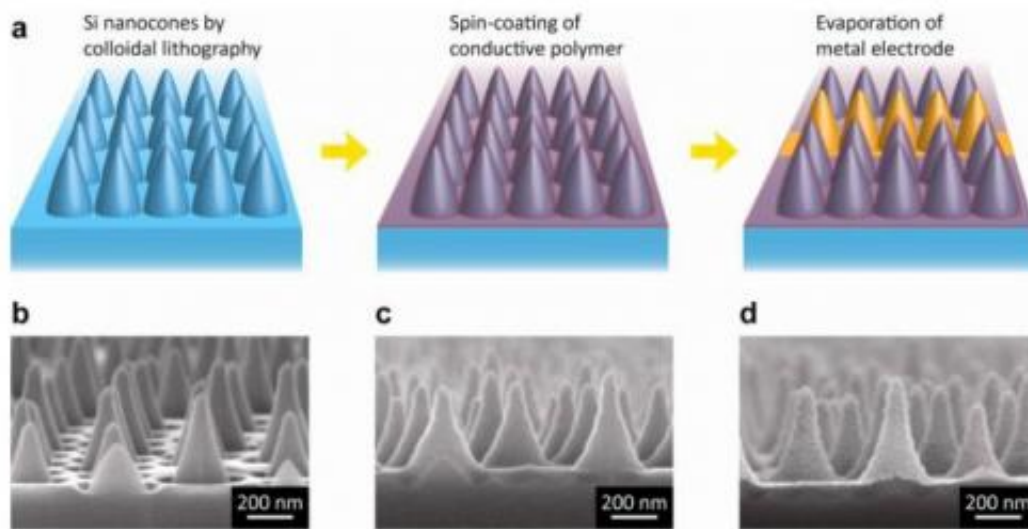 a
Si nanocones by
colloidal lithography
Spin-coating of
conductive polymer
Evaporation of
metal electrode
b
c
d
200 nm
200 nm
200 nm